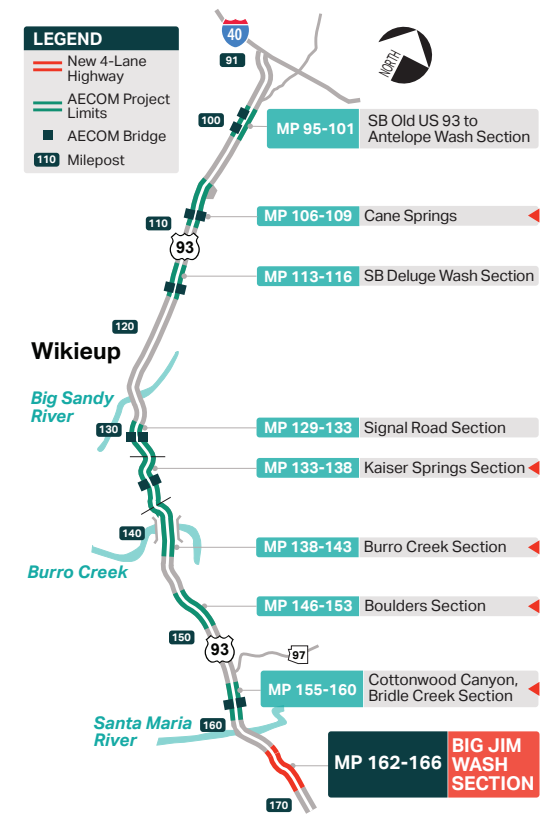 LEGEND
New 4-Lane
Highway
AECOM Project
Limits
AECOM Bridge
110 Milepost
40
91
NORTH
100
MP 95-101 SB Old US 93 to
Antelope Wash Section
110
MP 106-109 Cane Springs
93
MP 113-116 SB Deluge Wash Section
120
Wikieup
Big Sandy
River
130
MP 129-133 Signal Road Section
MP 133-138 Kaiser Springs Section
140
MP 138-143 Burro Creek Section
Burro Creek
MP 146-153 Boulders Section
150
93
97
MP 155-160 Cottonwood Canyon,
Bridle Creek Section
Santa Maria
River
160
MP 162-166 BIG JIM
WASH
SECTION
170